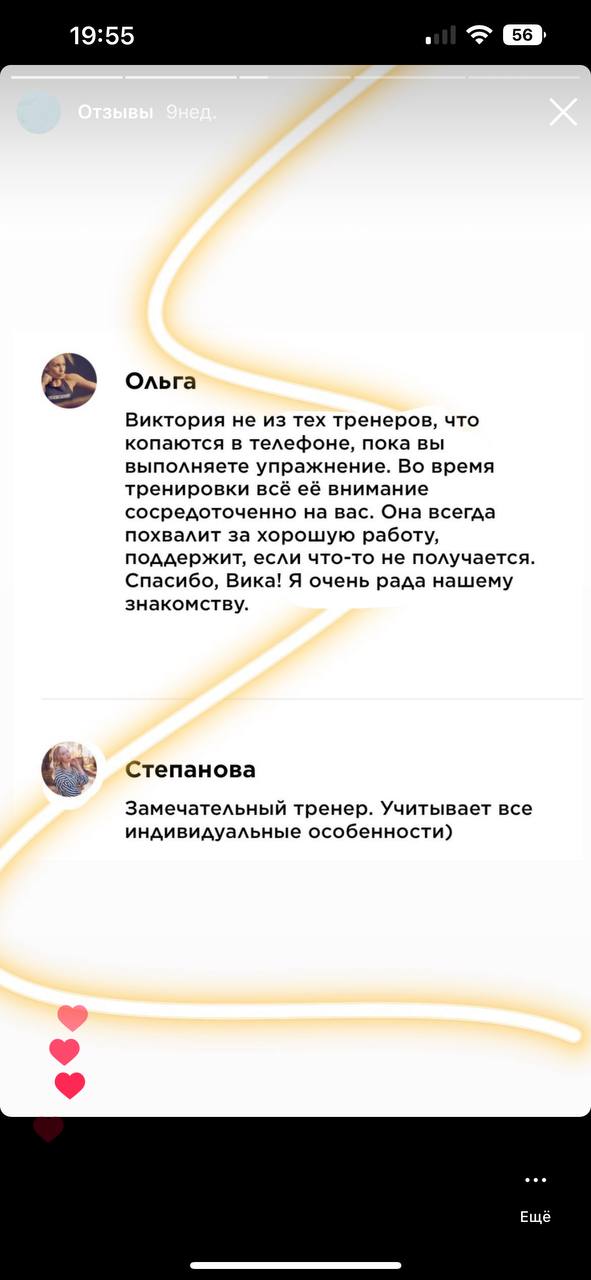 19:55
56
Отзывы 9нед.
Ольга
Виктория не из тех тренеров, что
копаются в телефоне, пока вы
выполняете упражнение. Во время
тренировки всё её внимание
сосредоточенно на вас. Она всегда
похвалит за хорошую работу,
поддержит, если что-то не получается.
Спасибо, Вика! Я очень рада нашему
знакомству.
Степанова
Замечательный тренер. Учитывает все
индивидуальные особенности)
Ещё